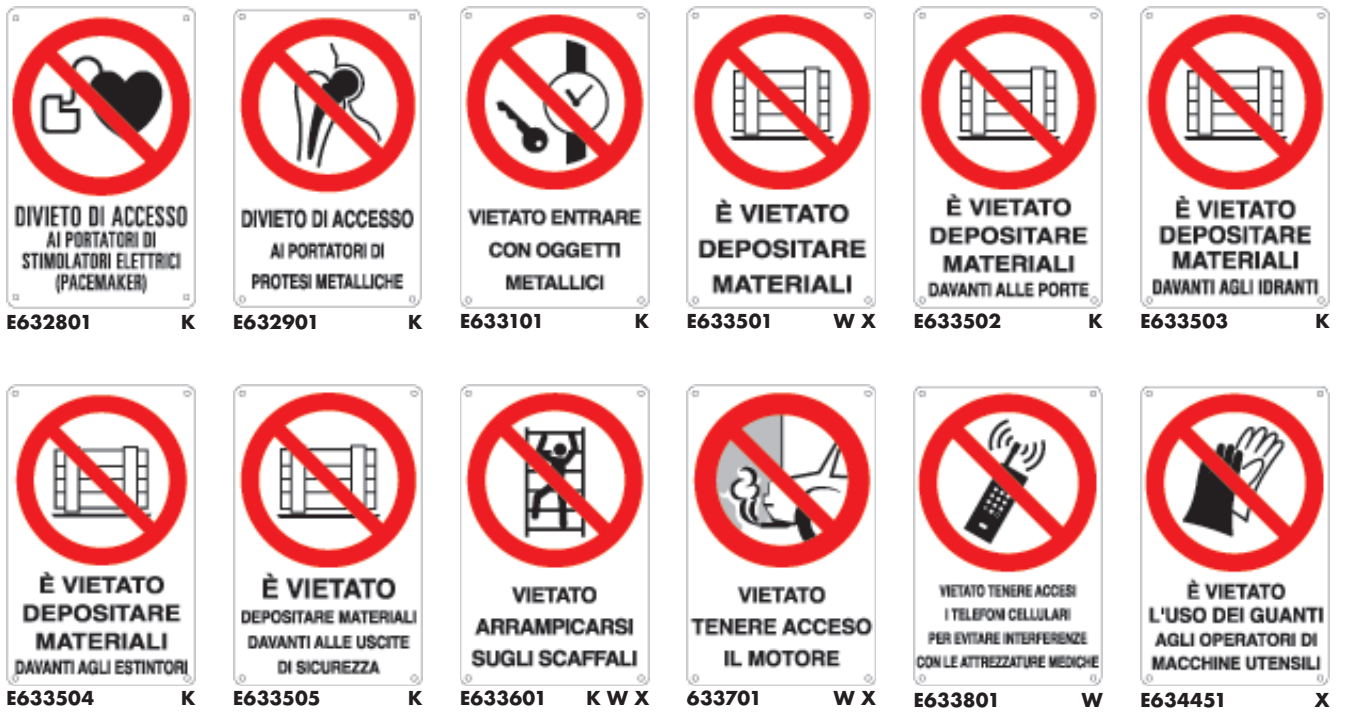 DIVIETO DI ACCESSO
AI PORTATORI DI
STIMOLATORI ELETTRICI
(PACEMAKER)
E632801 K
DIVIETO DI ACCESSO
AI PORTATORI DI
PROTESI METALLICHE
E632901 K
VIETATO ENTRARE
CON OGGETTI
METALLICI
E633101 K
È VIETATO
DEPOSITARE
MATERIALI
E633501 W X
È VIETATO
DEPOSITARE
MATERIALI
DAVANTI ALLE PORTE
E633502 K
È VIETATO
DEPOSITARE
MATERIALI
DAVANTI AGLI IDRANTI
E633503 K
È VIETATO
DEPOSITARE
MATERIALI
DAVANTI AGLI ESTINTORI
E633504 K
È VIETATO
DEPOSITARE MATERIALI
DAVANTI ALLE USCITE
DI SICUREZZA
E633505 K
VIETATO
ARRAMPICARSI
SUGLI SCAFFALI
E633601 K W X
VIETATO
TENERE ACCESO
IL MOTORE
633701 W X
VIETATO TENERE ACCESI
I TELEFONI CELLULARI
PER EVITARE INTERFERENZE
CON LE ATTREZZATURE MEDICHE
E633801 W
È VIETATO
L'USO DEI GUANTI
AGLI OPERATORI DI
MACCHINE UTENSILI
E634451 X